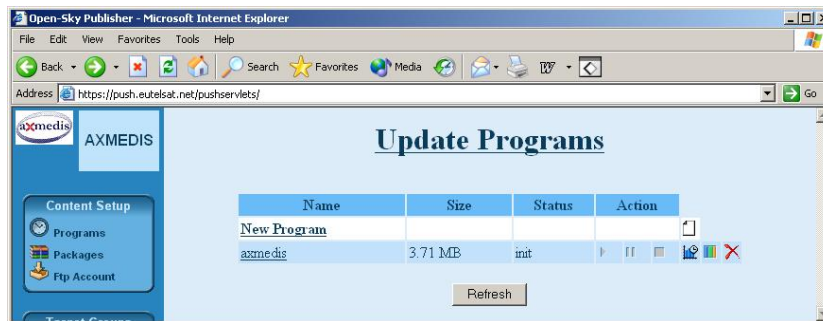 Open-Sky Publisher - Microsoft Internet Explorer
File Edit View Favorites Tools Help
Back Search Favorites Media
Address https://push.eutelsat.net/pushservlets/ Go
axmedis
AXMEDIS
Update Programs
Content Setup
Programs
Packages
Ftp Account
Target Groups
Name Size Status Action
New Program
axmedis 3.71 MB init
Refresh